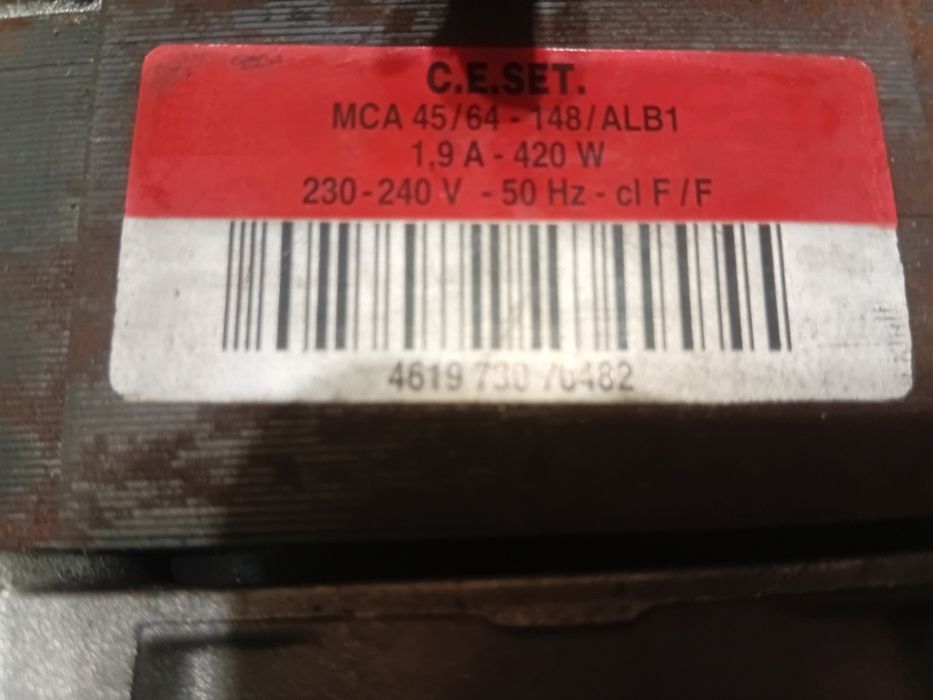 C.E.SET.
MCA 45/64 - 148/ALB1
1,9 A - 420 W
230-240 V - 50 Hz - cl F/F
4619 730 70482